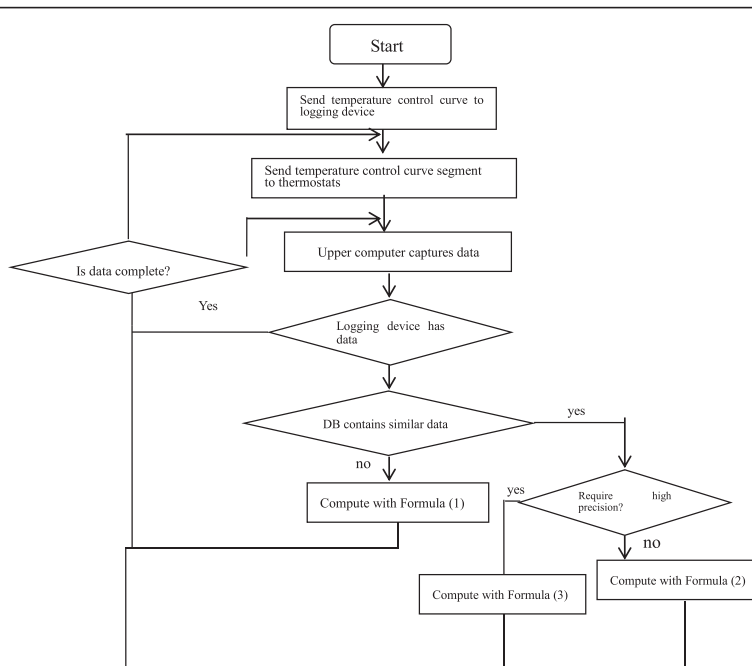 Start
Send temperature control curve to
logging device
Send temperature control curve segment
to thermostats
Upper computer captures data
Is data complete?
Yes
Logging device has
data
DB contains similar data
yes
no
Compute with Formula (1)
yes
Require high
precision?
no
Compute with Formula (3)
Compute with Formula (2)